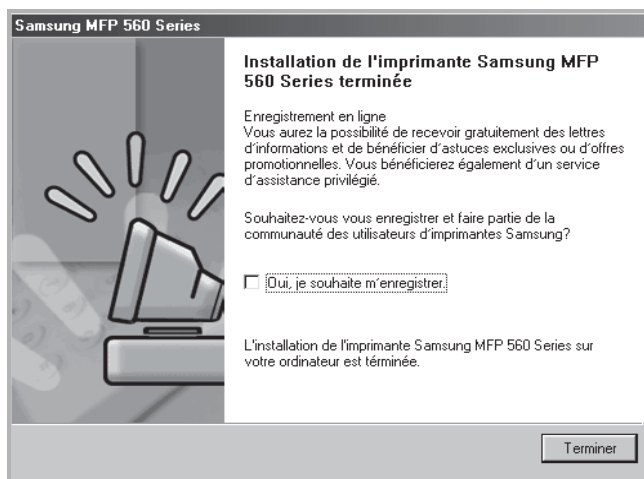 Samsung MFP 560 Series
Installation de l'imprimante Samsung MFP
560 Series terminée
Enregistrement en ligne
Vous aurez la possibilité de recevoir gratuitement des lettres
d'informations et de bénéficier d'astuces exclusives ou d'offres
promotionnelles. Vous bénéficierez également d'un service
d'assistance privilégié.
Souhaitez-vous vous enregistrer et faire partie de la
communauté des utilisateurs d'imprimantes Samsung?
Oui, je souhaite m'enregistrer.
L'installation de l'imprimante Samsung MFP 560 Series sur
votre ordinateur est términée.
Terminer